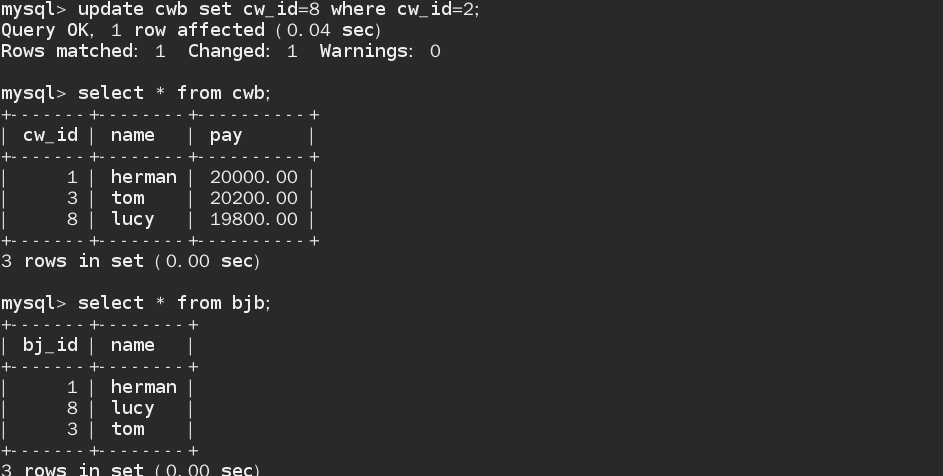 mysql> update cwb set cw_id=8 where cw_id=2;
Query OK, 1 row affected (0.04 sec)
Rows matched: 1  Changed: 1  Warnings: 0

mysql> select * from cwb;
+-------+--------+----------+
| cw_id | name   | pay      |
+-------+--------+----------+
|     1 | herman | 20000.00 |
|     3 | tom    | 20200.00 |
|     8 | lucy   | 19800.00 |
+-------+--------+----------+
3 rows in set (0.00 sec)

mysql> select * from bjb;
+-------+--------+
| bj_id | name   |
+-------+--------+
|     1 | herman |
|     8 | lucy   |
|     3 | tom    |
+-------+--------+
3 rows in set (0.00 sec)